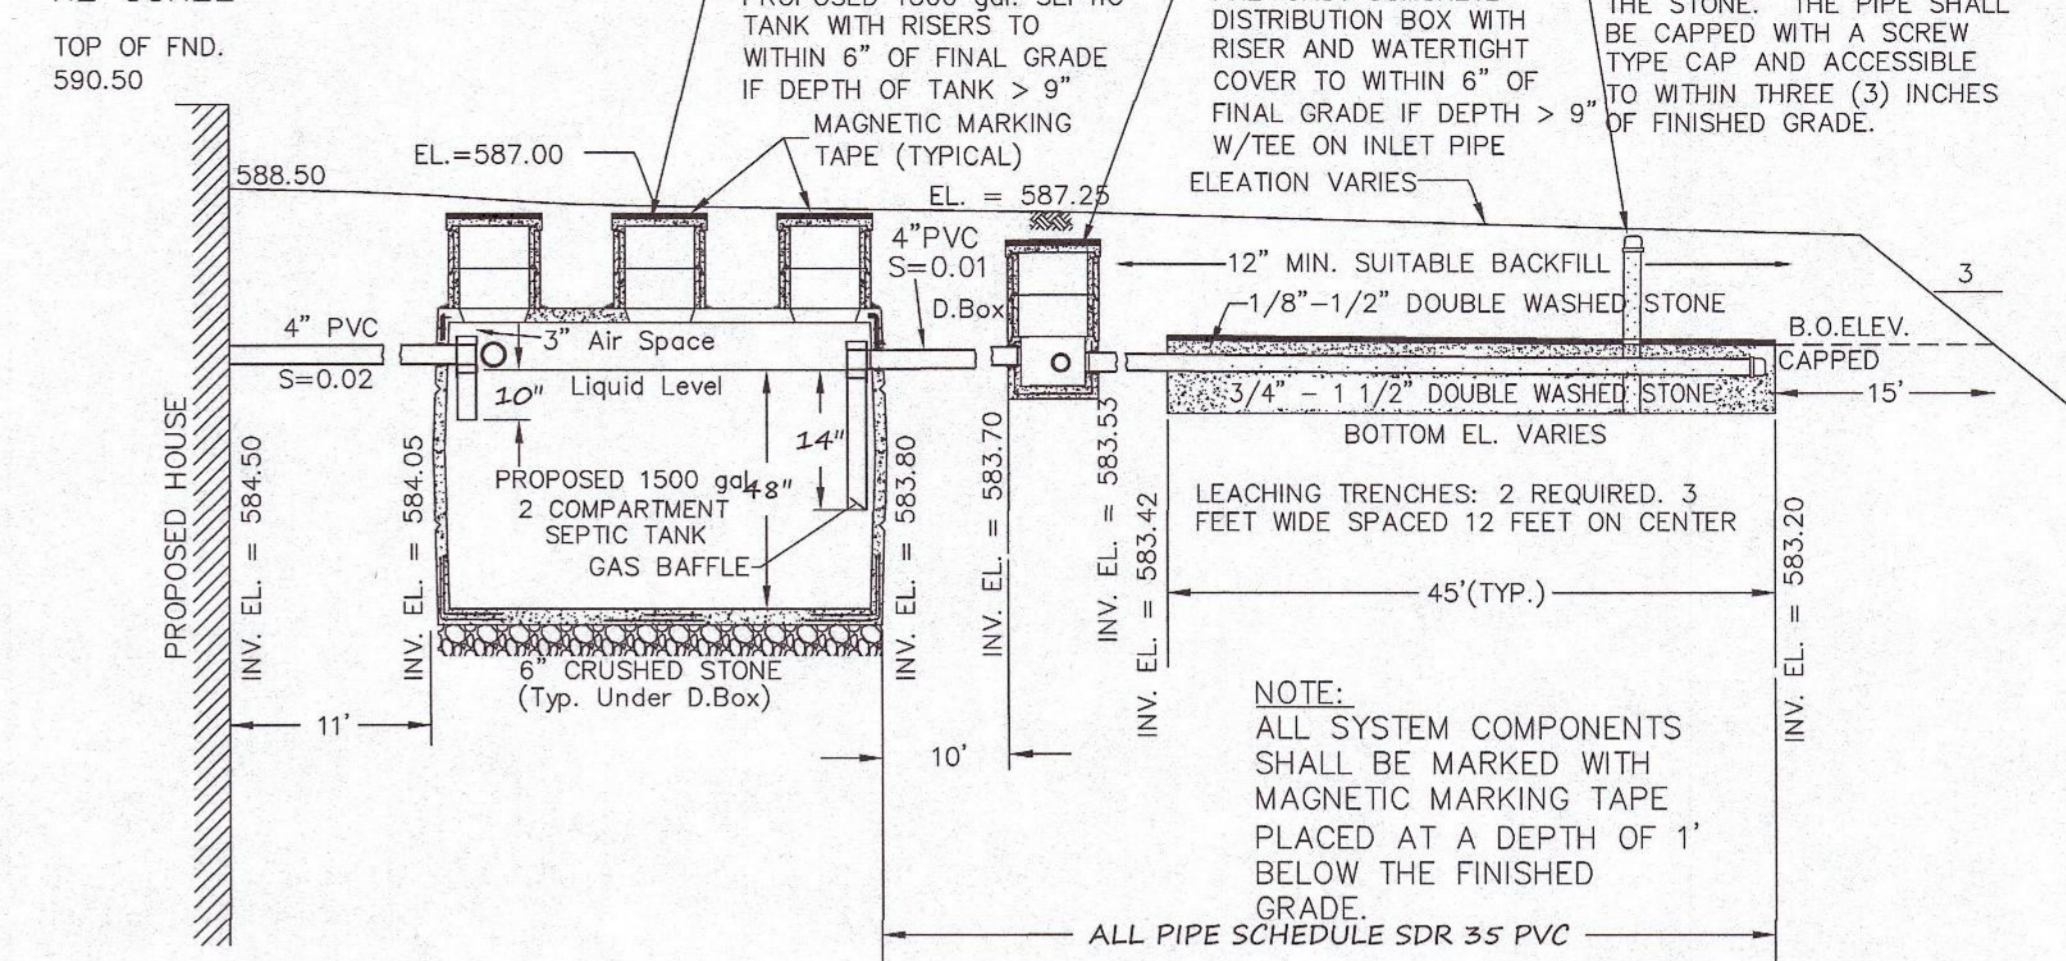 TOP OF FND.
590.50
PROPOSED 1500 gal. SEPTIC
TANK WITH RISERS TO
WITHIN 6" OF FINAL GRADE
IF DEPTH OF TANK > 9"
DISTRIBUTION BOX WITH
RISER AND WATERTIGHT
COVER TO WITHIN 6" OF
FINAL GRADE IF DEPTH > 9"
W/TEE ON INLET PIPE
THE STONE. THE PIPE SHALL
BE CAPPED WITH A SCREW
TYPE CAP AND ACCESSIBLE
TO WITHIN THREE (3) INCHES
OF FINISHED GRADE.
MAGNETIC MARKING
TAPE (TYPICAL)
EL.=587.00
588.50
EL. = 587.25
ELEATION VARIES
4"PVC
S=0.01
D.Box
12" MIN. SUITABLE BACKFILL
1/8"-1/2" DOUBLE WASHED STONE
3
B.O.ELEV.
CAPPED
4" PVC
S=0.02
3" Air Space
Liquid Level
10"
14"
48"
3/4" - 1 1/2" DOUBLE WASHED STONE
15'
BOTTOM EL. VARIES
PROPOSED 1500 gal
2 COMPARTMENT
SEPTIC TANK
GAS BAFFLE
LEACHING TRENCHES: 2 REQUIRED. 3
FEET WIDE SPACED 12 FEET ON CENTER
45'(TYP.)
PROPOSED HOUSE
INV. EL. = 584.50
INV. EL. = 584.05
INV. EL. = 583.80
INV. EL. = 583.70
INV. EL. = 583.53
INV. EL. = 583.42
INV. EL. = 583.20
6" CRUSHED STONE
(Typ. Under D.Box)
11'
10'
NOTE:
ALL SYSTEM COMPONENTS
SHALL BE MARKED WITH
MAGNETIC MARKING TAPE
PLACED AT A DEPTH OF 1'
BELOW THE FINISHED
GRADE.
ALL PIPE SCHEDULE SDR 35 PVC